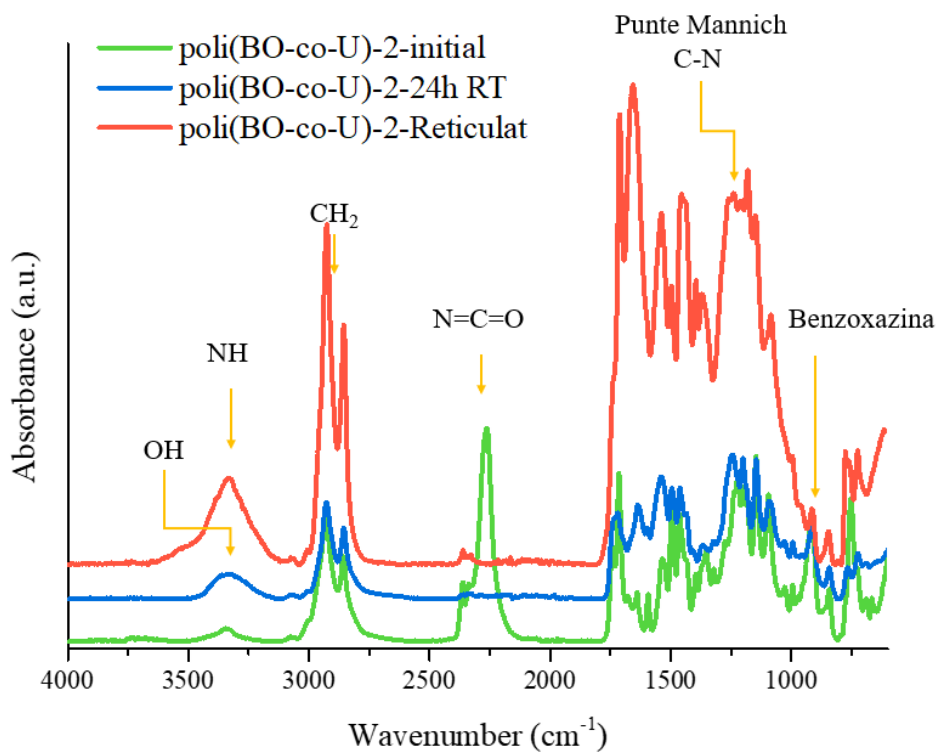 poli(BO-co-U)-2-initial
poli(BO-co-U)-2-24h RT
poli(BO-co-U)-2-Reticulat
Punte Mannich
C-N
CH₂
N=C=O
Benzoxazina
NH
OH
Absorbance (a.u.)
4000 3500 3000 2500 2000 1500 1000
Wavenumber (cm⁻¹)